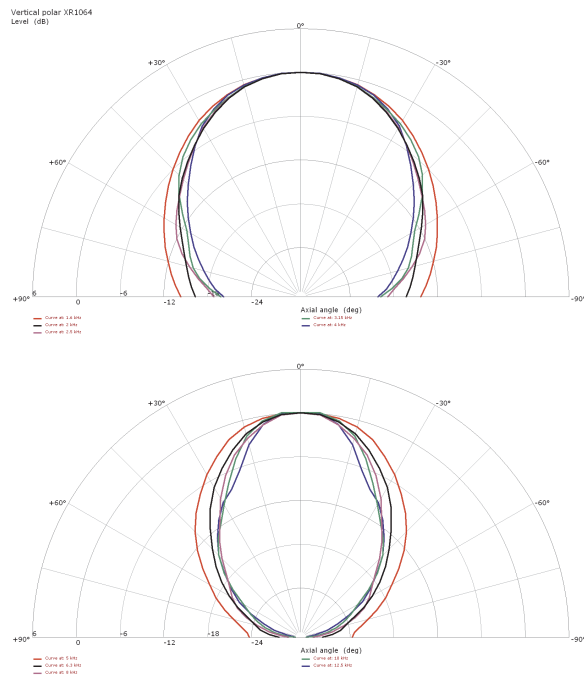 Vertical polar XR1064
Level (dB)
0°
+30°
-30°
+60°
-60°
+90°
6
0
-6
-12
-24
-90°
Axial angle (deg)
Curve at: 1.6 kHz
Curve at: 2 kHz
Curve at: 2.5 kHz
Curve at: 3.15 kHz
Curve at: 4 kHz
0°
+30°
-30°
+60°
-60°
+90°
6
0
-6
-12
-18
-24
-90°
Axial angle (deg)
Curve at: 5 kHz
Curve at: 6.3 kHz
Curve at: 8 kHz
Curve at: 10 kHz
Curve at: 12.5 kHz